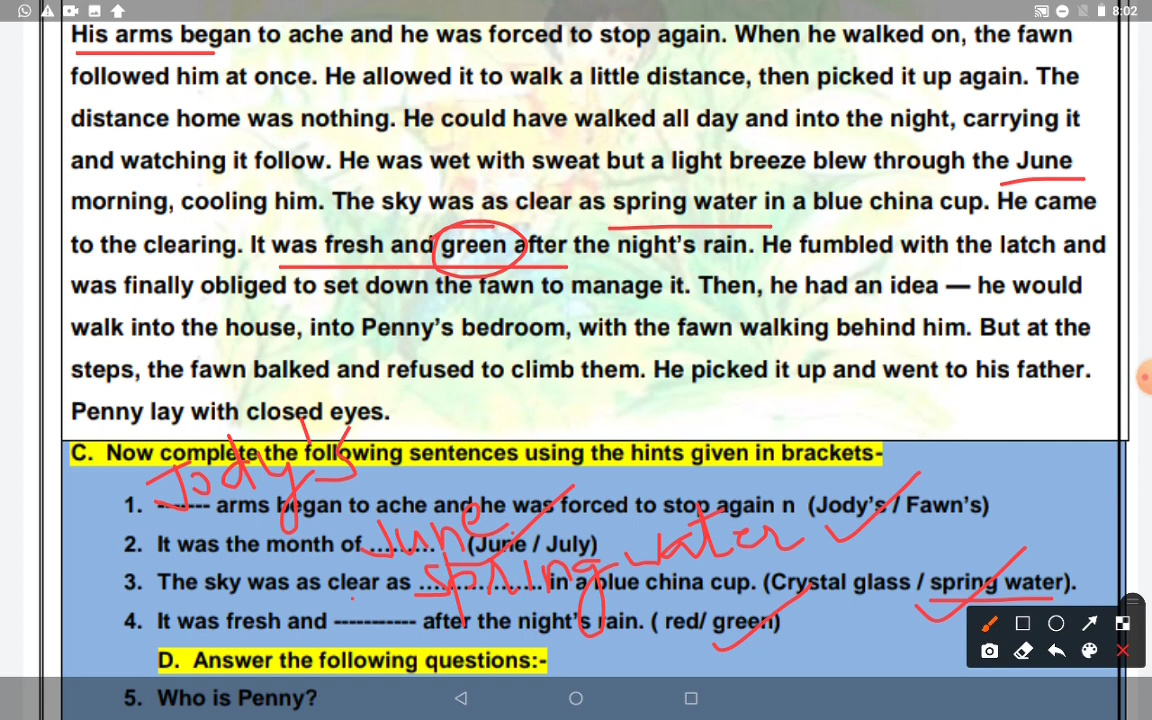 8:02
His arms began to ache and he was forced to stop again. When he walked on, the fawn
followed him at once. He allowed it to walk a little distance, then picked it up again. The
distance home was nothing. He could have walked all day and into the night, carrying it
and watching it follow. He was wet with sweat but a light breeze blew through the June
morning, cooling him. The sky was as clear as spring water in a blue china cup. He came
to the clearing. It was fresh and green after the night's rain. He fumbled with the latch and
was finally obliged to set down the fawn to manage it. Then, he had an idea — he would
walk into the house, into Penny's bedroom, with the fawn walking behind him. But at the
steps, the fawn balked and refused to climb them. He picked it up and went to his father.
Penny lay with closed eyes.
C. Now complete the following sentences using the hints given in brackets-
Jody's
1. ------- arms began to ache and he was forced to stop again n (Jody's / Fawn's)
June
2. It was the month of ......... (June / July)
spring water
3. The sky was as clear as .................. in a blue china cup. (Crystal glass / spring water).
4. It was fresh and ----------- after the night's rain. ( red/ green)
D. Answer the following questions:-
5. Who is Penny?